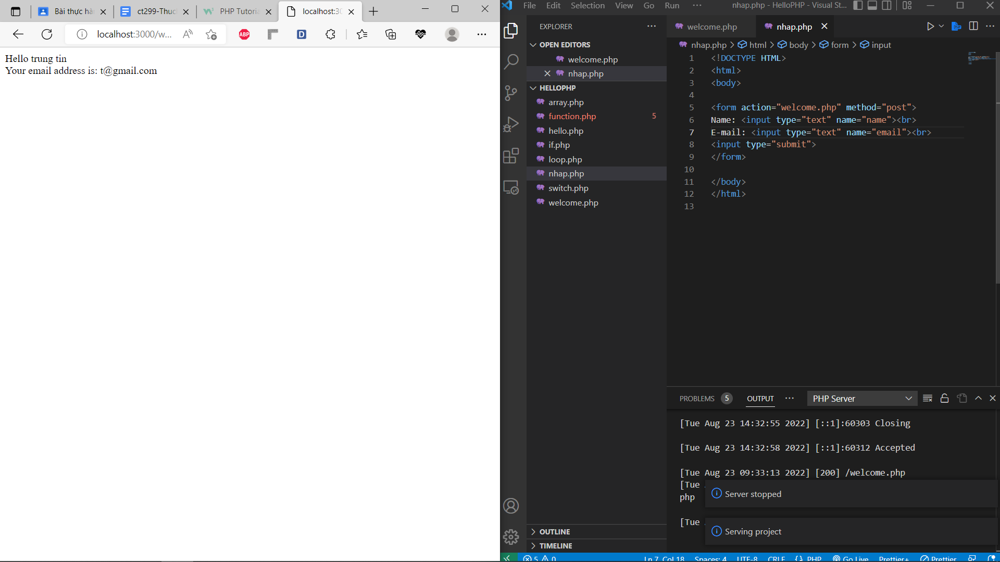 Bài thực hà
ct299-Thuc
PHP Tutoria
localhost:30
localhost:3000/w...
ABP
D
Hello trung tin
Your email address is: t@gmail.com
File Edit Selection View Go Run ··· nhap.php - HelloPHP - Visual St...
EXPLORER
OPEN EDITORS
welcome.php
nhap.php
HELLOPHP
array.php
function.php 5
hello.php
if.php
loop.php
nhap.php
switch.php
welcome.php
OUTLINE
TIMELINE
welcome.php nhap.php
nhap.php > html > body > form > input
1 <!DOCTYPE HTML>
2 <html>
3 <body>
4
5 <form action="welcome.php" method="post">
6 Name: <input type="text" name="name"><br>
7 E-mail: <input type="text" name="email"><br>
8 <input type="submit">
9 </form>
10
11 </body>
12 </html>
13
PROBLEMS 5 OUTPUT ··· PHP Server
[Tue Aug 23 14:32:55 2022] [::1]:60303 Closing
[Tue Aug 23 14:32:58 2022] [::1]:60312 Accepted
[Tue Aug 23 09:33:13 2022] [200] /welcome.php
[Tue
php
[Tue
Server stopped
Serving project
5 0 Ln 7, Col 18 Spaces: 4 UTF-8 CRLF {} PHP Go Live Prettier+ Prettier